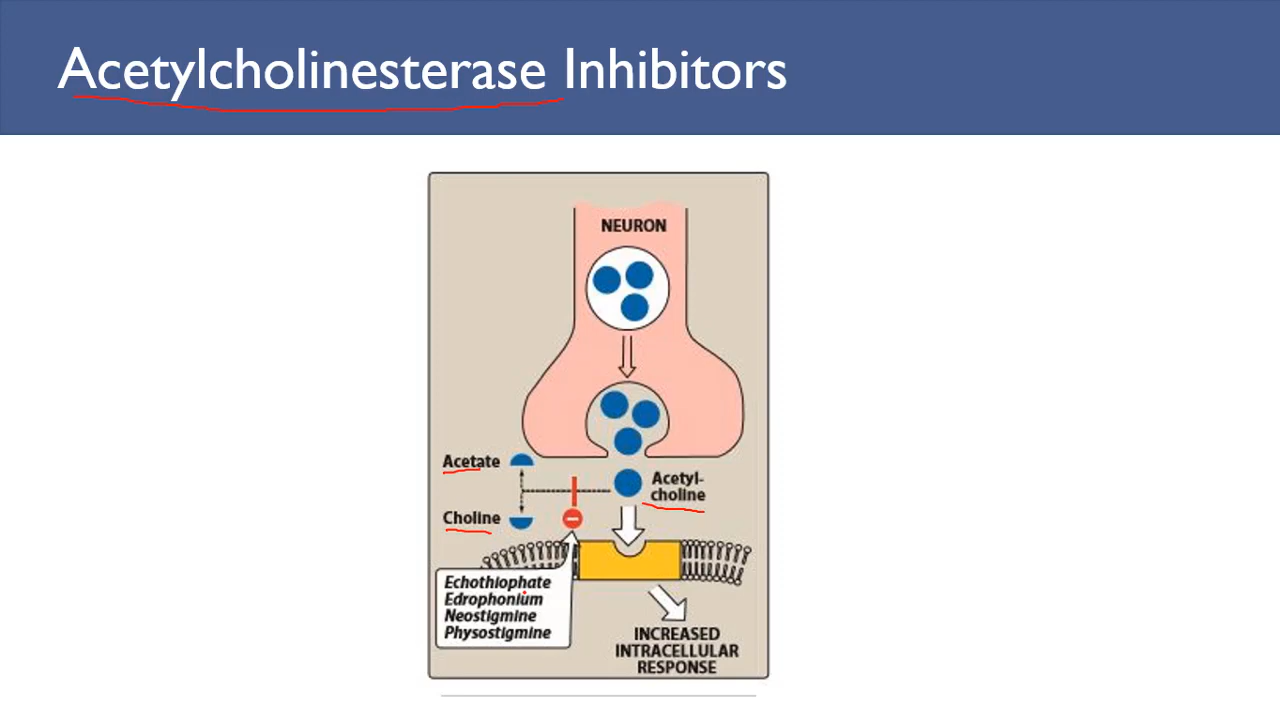 Acetylcholinesterase Inhibitors
NEURON
Acetate
Acetyl-
choline
Choline
Echothiophate
Edrophonium
Neostigmine
Physostigmine
INCREASED
INTRACELLULAR
RESPONSE